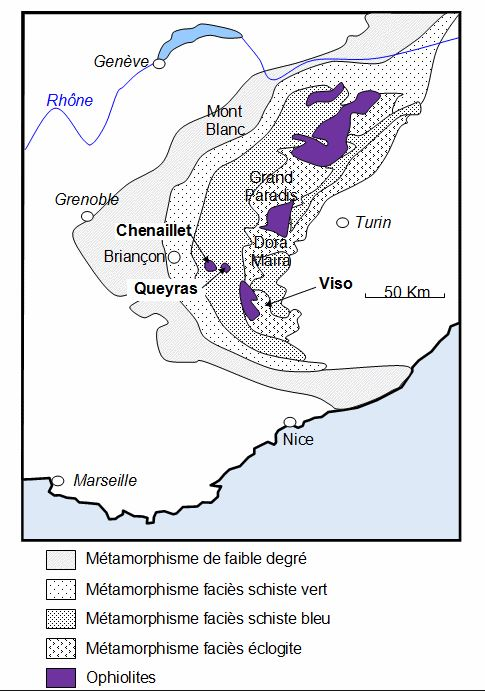 Genève
Rhône
Mont
Blanc
Grand
Paradis
Grenoble
Turin
Chenaillet
Dora
Maira
Briançon
Queyras
Viso
50 Km
Nice
Marseille
Métamorphisme de faible degré
Métamorphisme faciès schiste vert
Métamorphisme faciès schiste bleu
Métamorphisme faciès éclogite
Ophiolites